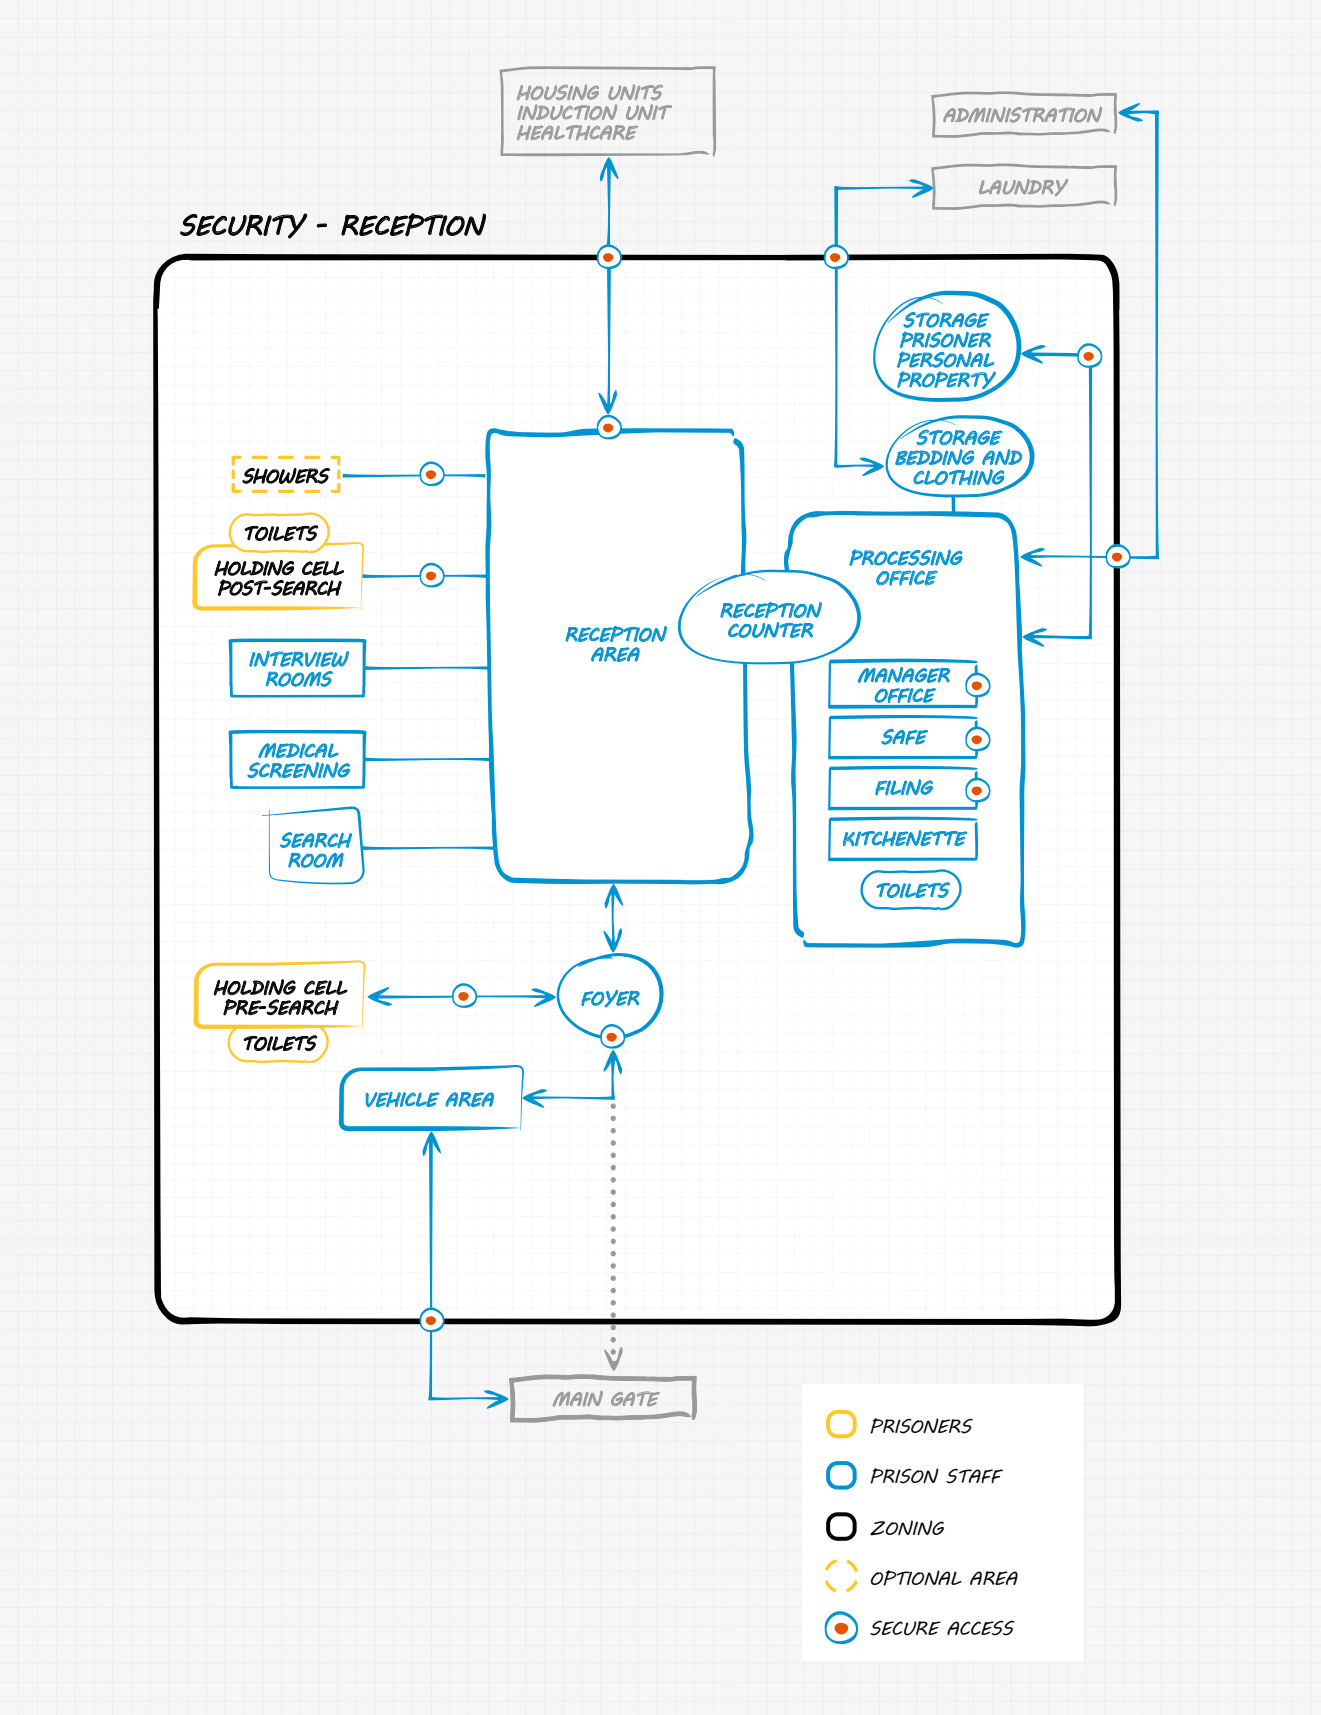 HOUSING UNITS
INDUCTION UNIT
HEALTHCARE
ADMINISTRATION
LAUNDRY
SECURITY - RECEPTION
STORAGE
PRISONER
PERSONAL
PROPERTY
STORAGE
BEDDING AND
CLOTHING
SHOWERS
TOILETS
HOLDING CELL
POST-SEARCH
INTERVIEW
ROOMS
MEDICAL
SCREENING
SEARCH
ROOM
RECEPTION
AREA
RECEPTION
COUNTER
PROCESSING
OFFICE
MANAGER
OFFICE
SAFE
FILING
KITCHENETTE
TOILETS
HOLDING CELL
PRE-SEARCH
TOILETS
FOYER
VEHICLE AREA
MAIN GATE
PRISONERS
PRISON STAFF
ZONING
OPTIONAL AREA
SECURE ACCESS